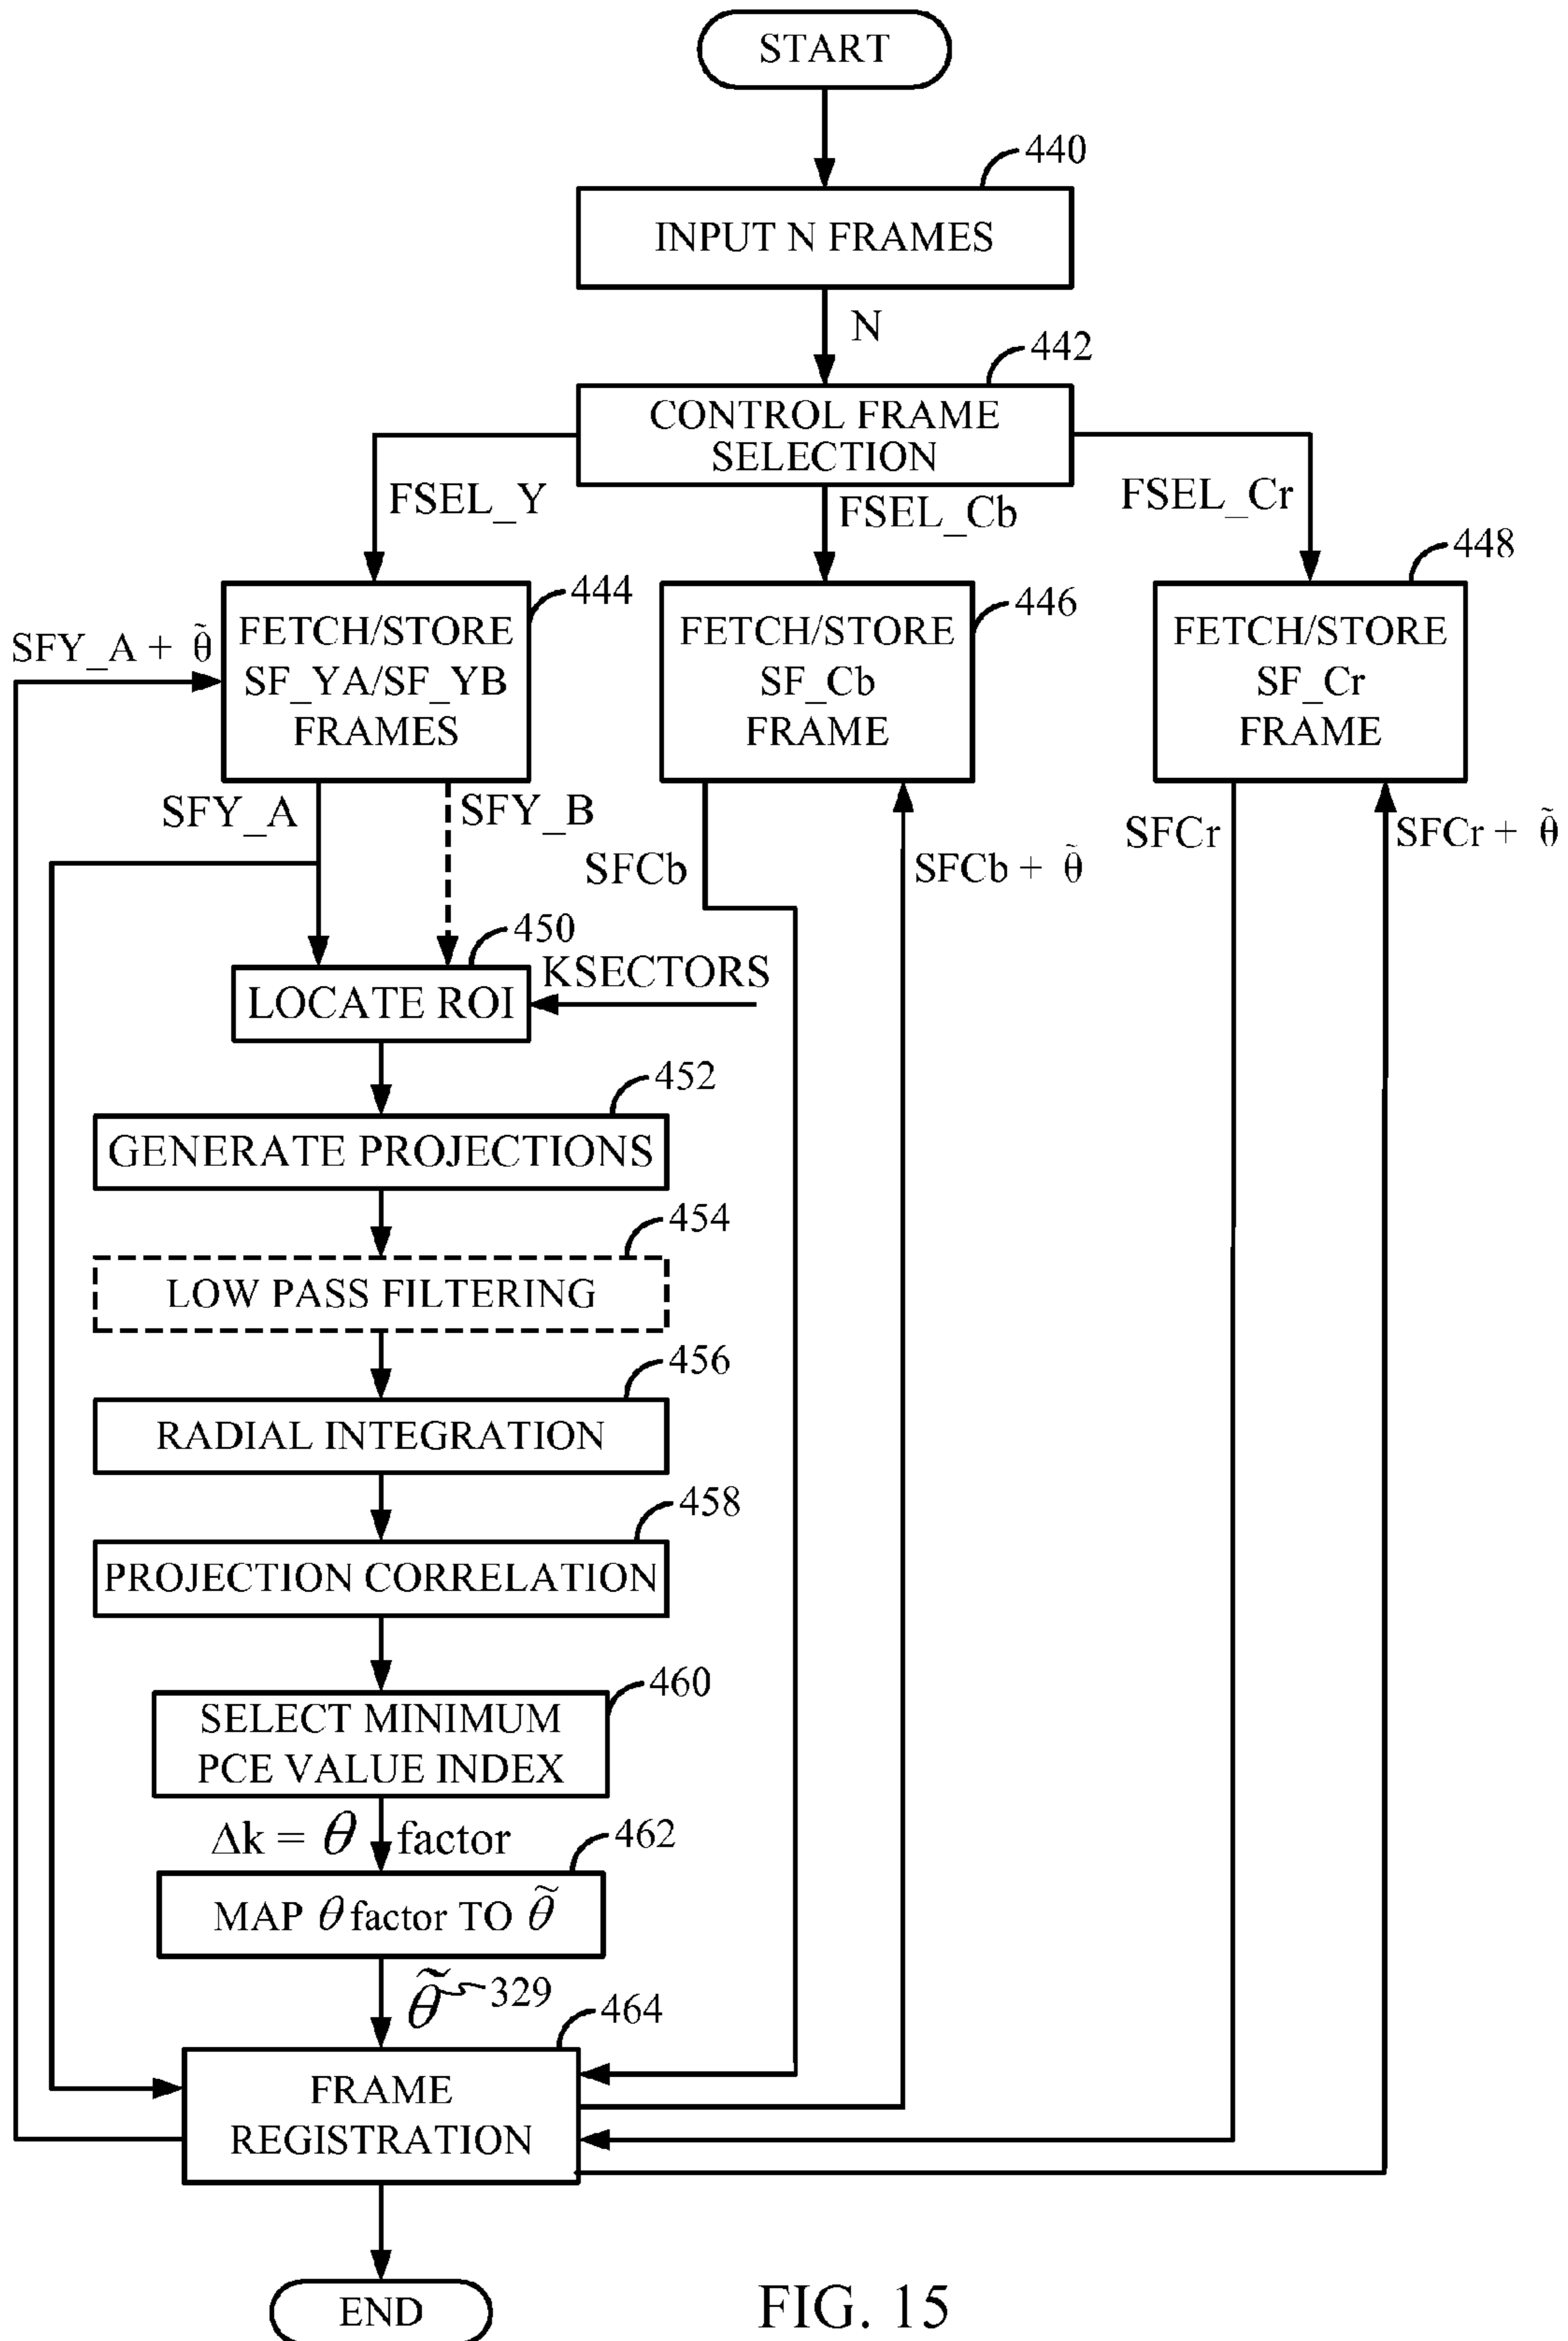 START
440
INPUT N FRAMES
N
442
CONTROL FRAME
SELECTION
FSEL_Y
FSEL_Cb
FSEL_Cr
444
446
448
SFY_A + θ̃
FETCH/STORE
SF_YA/SF_YB
FRAMES
FETCH/STORE
SF_Cb
FRAME
FETCH/STORE
SF_Cr
FRAME
SFY_A
SFY_B
SFCb
SFCb + θ̃
SFCr
SFCr + θ̃
450
KSECTORS
LOCATE ROI
452
GENERATE PROJECTIONS
454
LOW PASS FILTERING
456
RADIAL INTEGRATION
458
PROJECTION CORRELATION
460
SELECT MINIMUM
PCE VALUE INDEX
Δk = θ factor
462
MAP θ factor TO θ̃
θ̃ 329
464
FRAME
REGISTRATION
END
FIG. 15